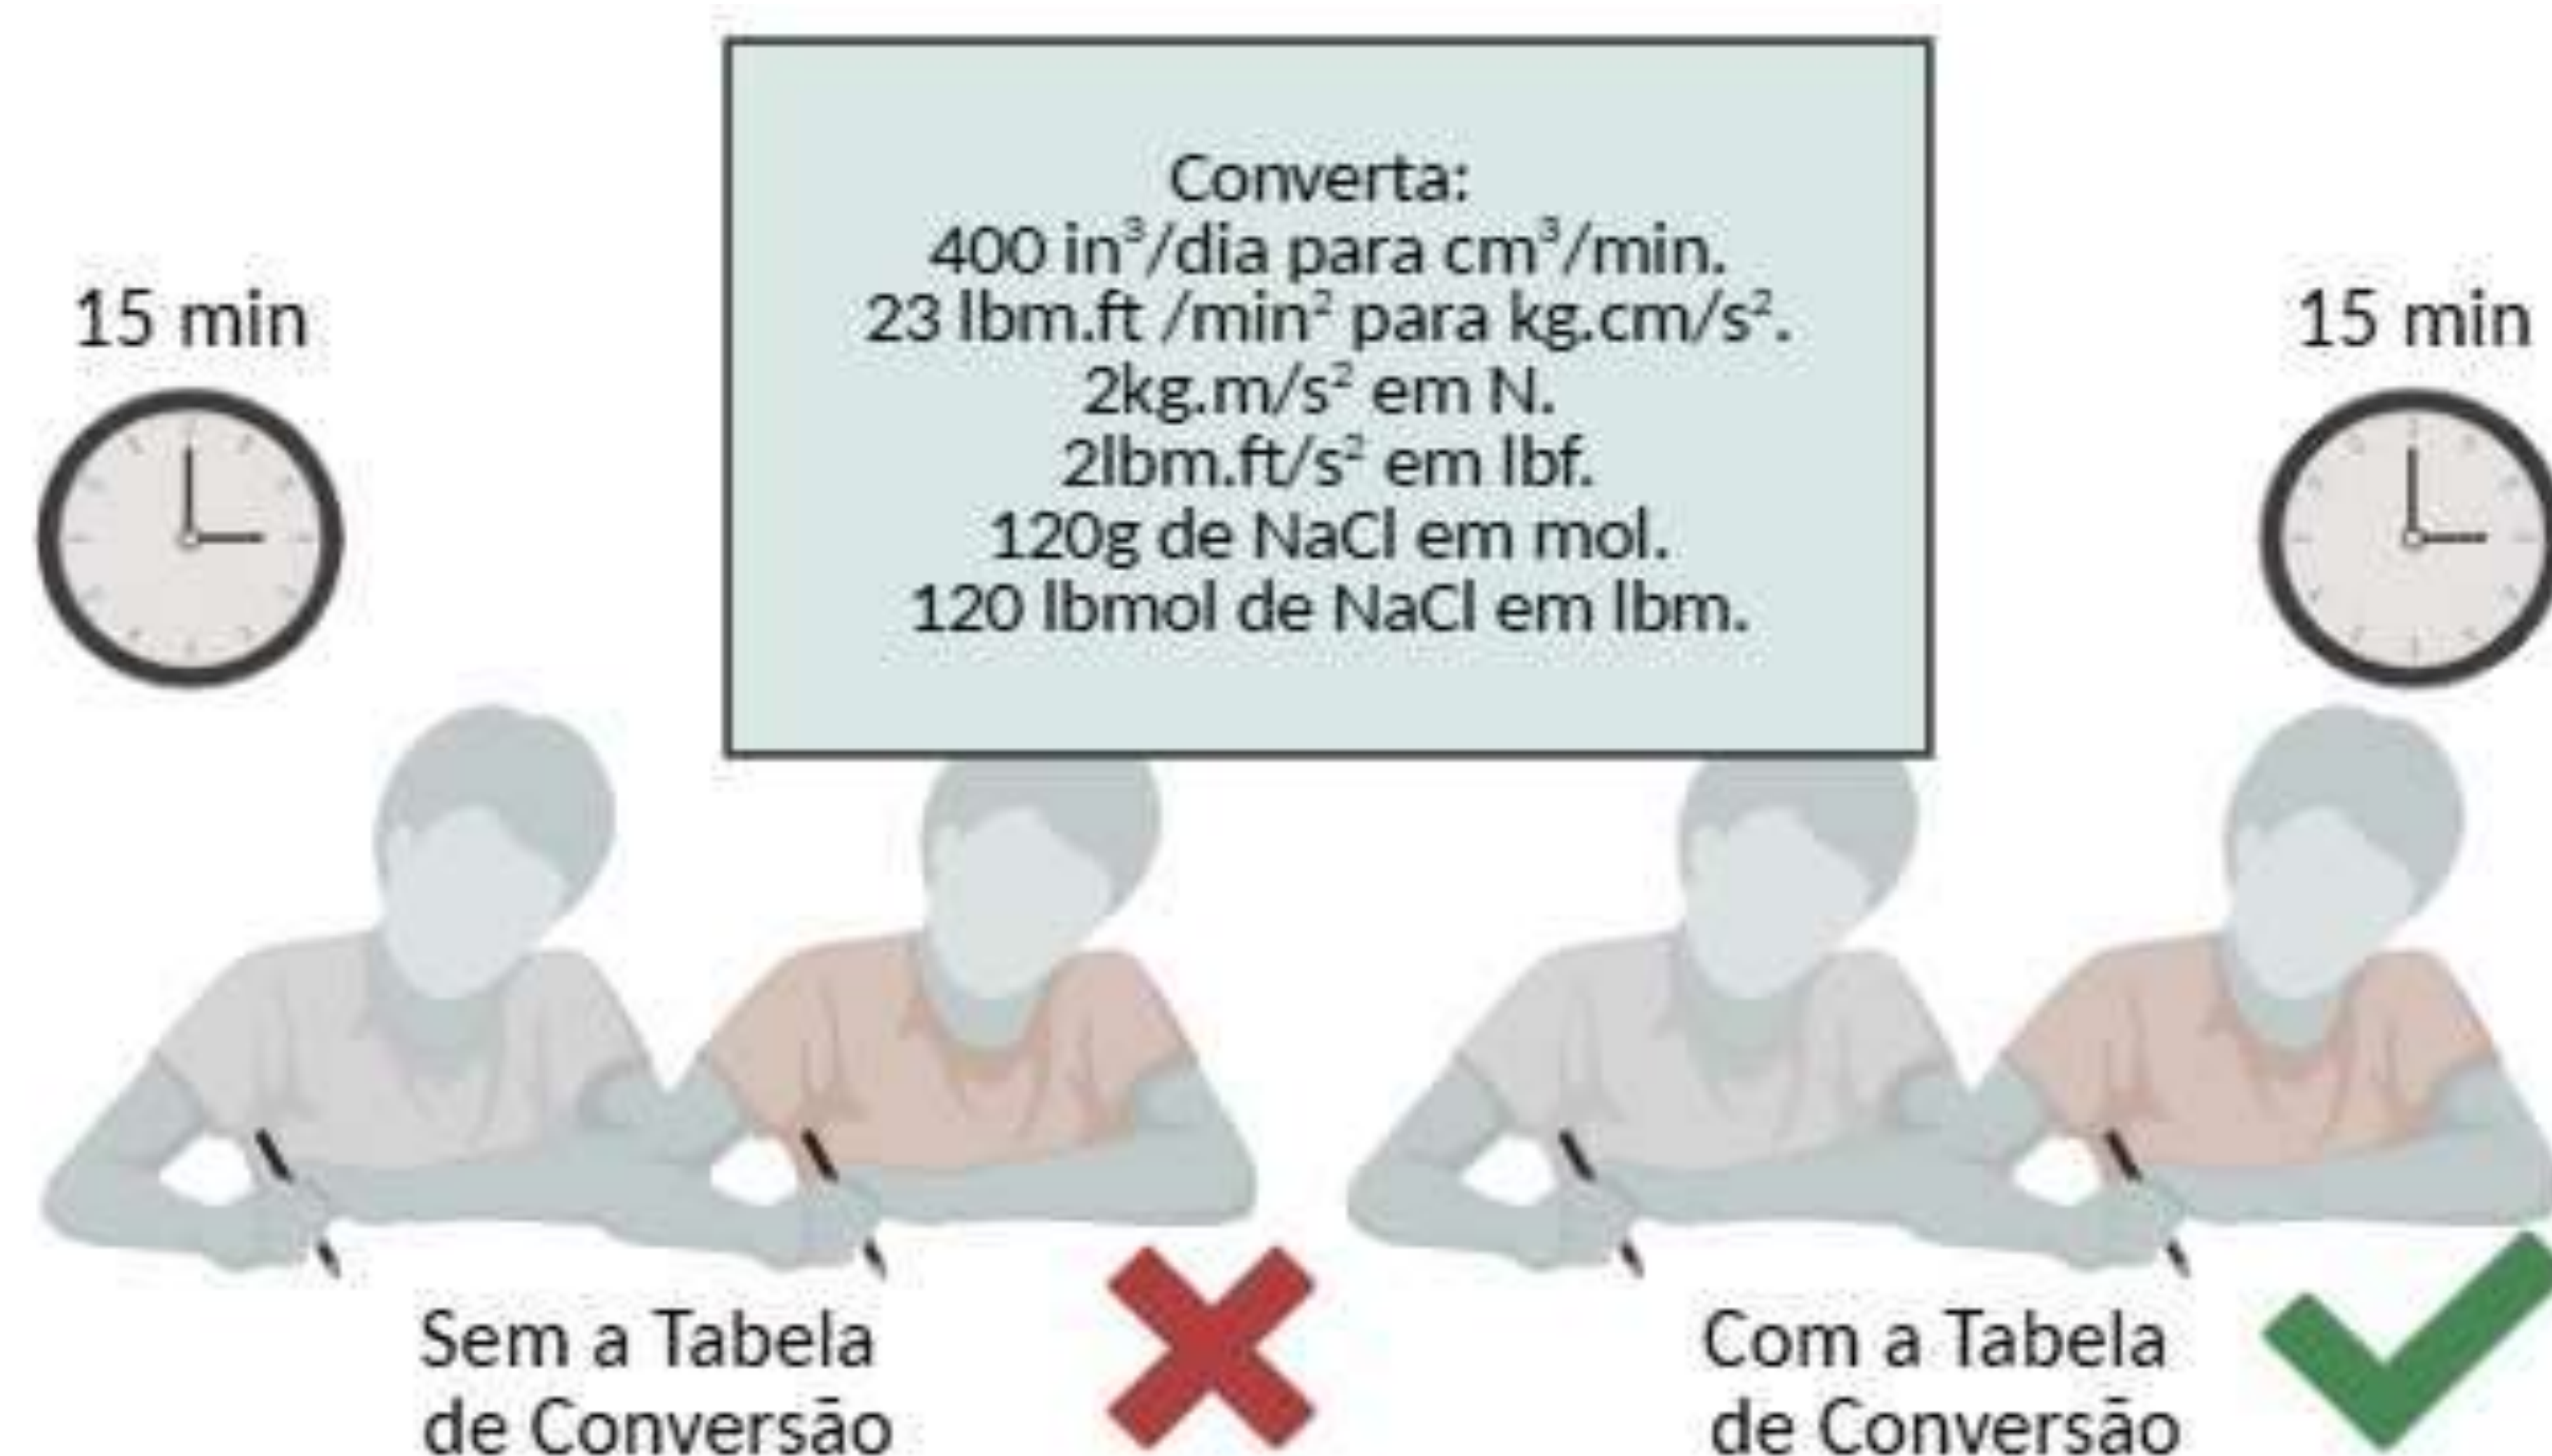 Converta:
400 in³/dia para cm³/min.
23 lbm.ft /min² para kg.cm/s².
2kg.m/s² em N.
2lbm.ft/s² em lbf.
120g de NaCl em mol.
120 lbmol de NaCl em lbm.
15 min
15 min
Sem a Tabela
de Conversão
Com a Tabela
de Conversão